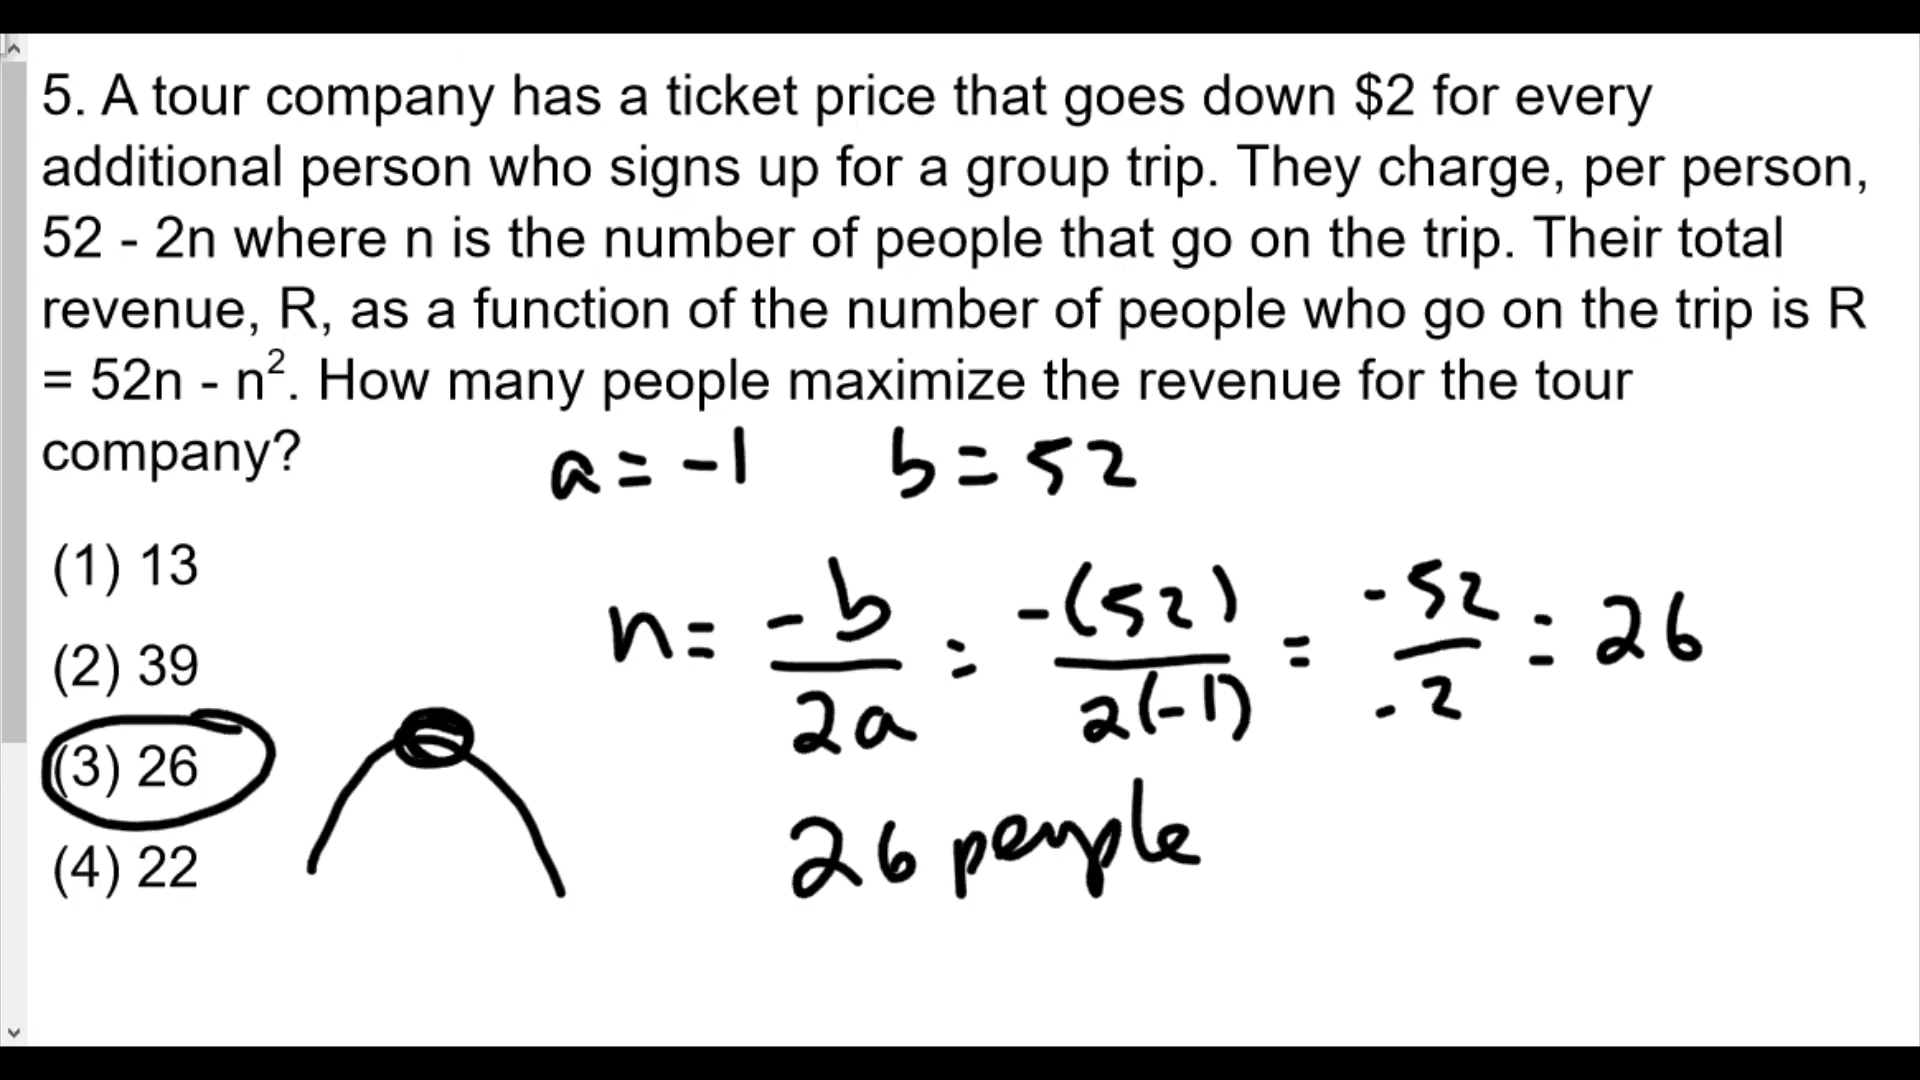 5. A tour company has a ticket price that goes down $2 for every
additional person who signs up for a group trip. They charge, per person,
52 - 2n where n is the number of people that go on the trip. Their total
revenue, R, as a function of the number of people who go on the trip is R
= 52n - n². How many people maximize the revenue for the tour
company?
a = -1 b = 52
(1) 13
n = -b/2a = -(52)/2(-1) = -52/-2 = 26
(2) 39
(3) 26
26 people
(4) 22